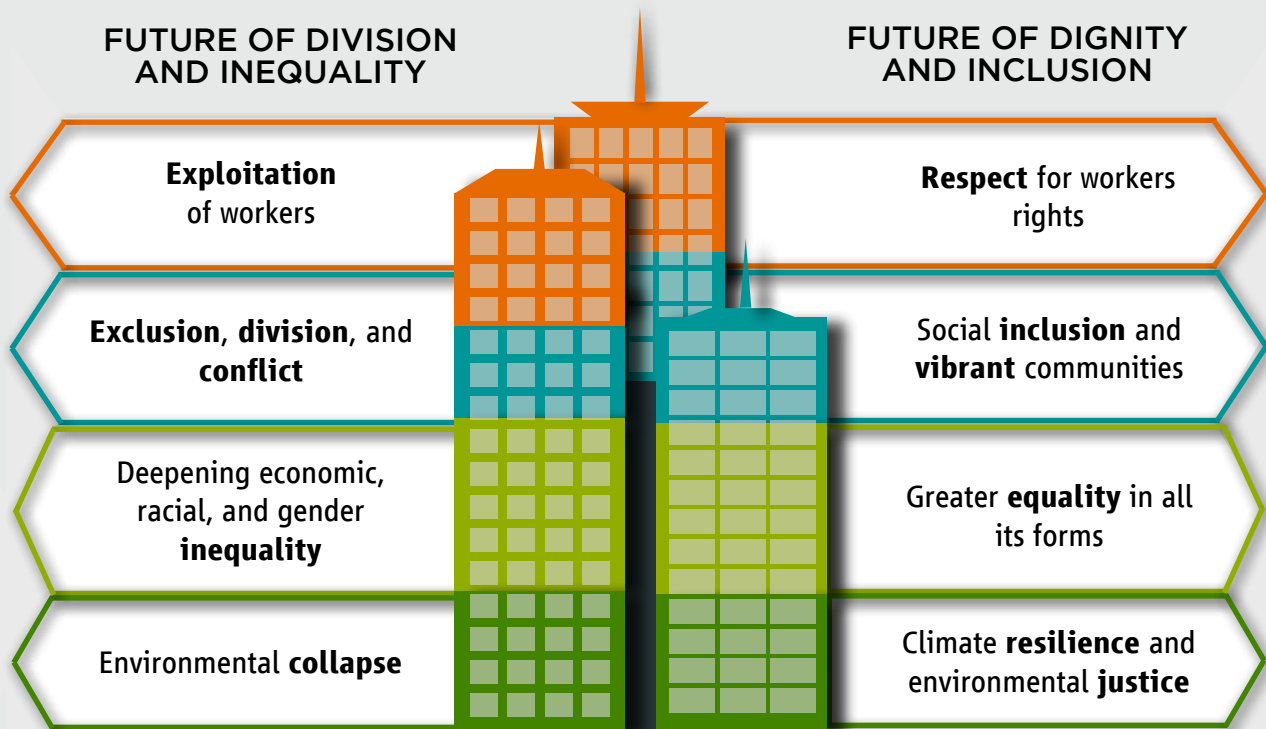 FUTURE OF DIVISION
AND INEQUALITY
Exploitation
of workers
Exclusion, division, and
conflict
Deepening economic,
racial, and gender
inequality
Environmental collapse
FUTURE OF DIGNITY
AND INCLUSION
Respect for workers
rights
Social inclusion and
vibrant communities
Greater equality in all
its forms
Climate resilience and
environmental justice